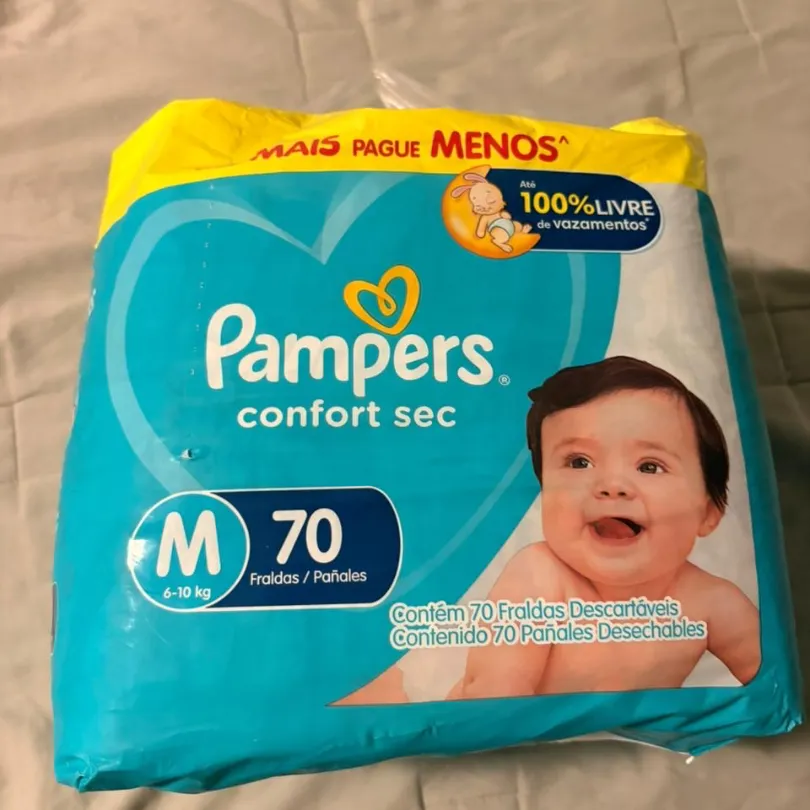 MAIS PAGUE MENOS^
Até
100% LIVRE
de vazamentos*
Pampers®
confort sec
M
6-10 kg
70
Fraldas / Pañales
Contém 70 Fraldas Descartáveis
Contenido 70 Pañales Desechables